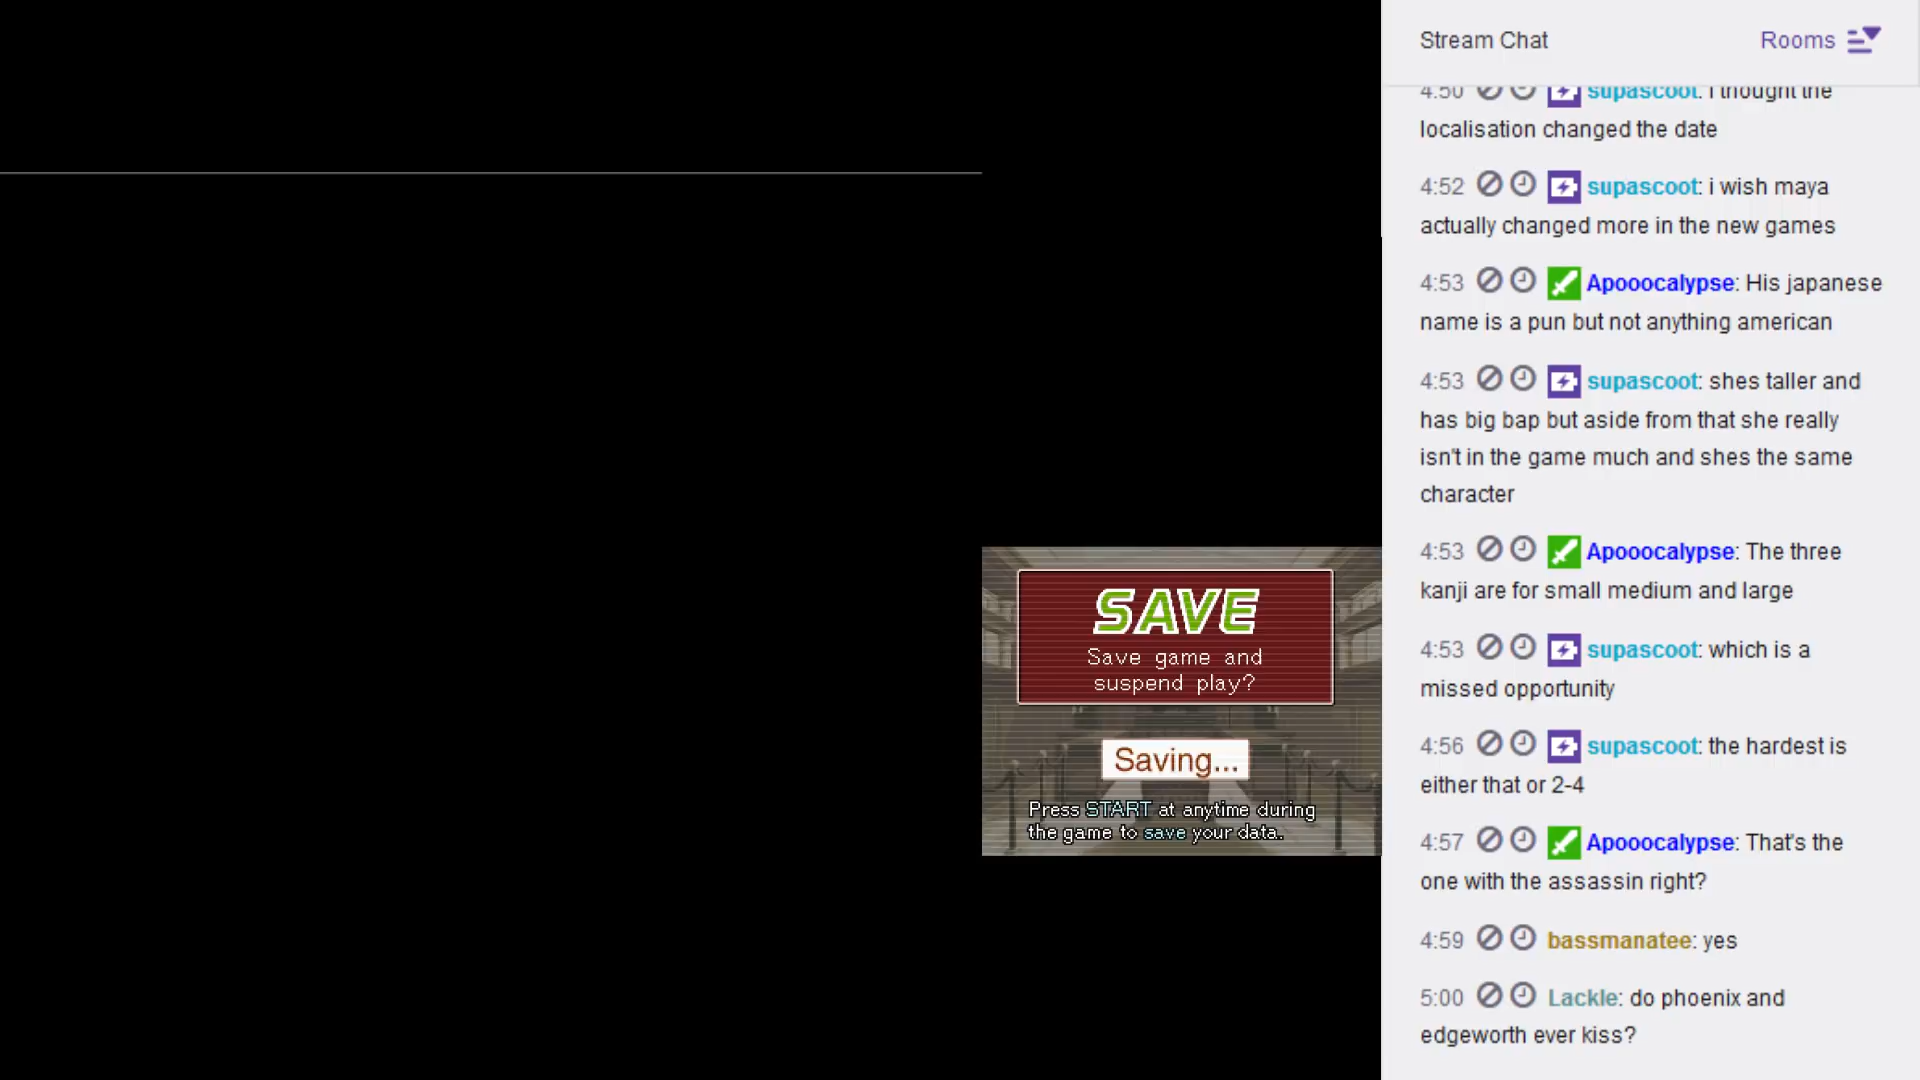 Stream Chat
Rooms
4:50 supascoot: i thought the
localisation changed the date
4:52 supascoot: i wish maya
actually changed more in the new games
4:53 Apooocalypse: His japanese
name is a pun but not anything american
4:53 supascoot: shes taller and
has big bap but aside from that she really
isn't in the game much and shes the same
character
4:53 Apooocalypse: The three
kanji are for small medium and large
4:53 supascoot: which is a
missed opportunity
4:56 supascoot: the hardest is
either that or 2-4
4:57 Apooocalypse: That's the
one with the assassin right?
4:59 bassmanatee: yes
5:00 Lackle: do phoenix and
edgeworth ever kiss?
SAVE
Save game and
suspend play?
Saving...
Press START at anytime during
the game to save your data.